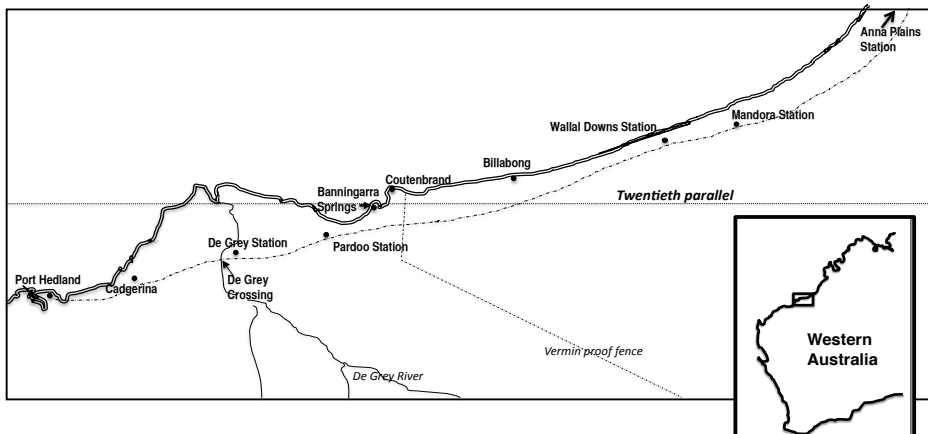 Anna Plains
Station
Mandora Station
Wallal Downs Station
Billabong
Coutenbrand
Banningarra
Springs
Twentieth parallel
De Grey Station
Pardoo Station
Port Hedland
Cadgerina
De Grey
Crossing
Vermin proof fence
De Grey River
Western
Australia